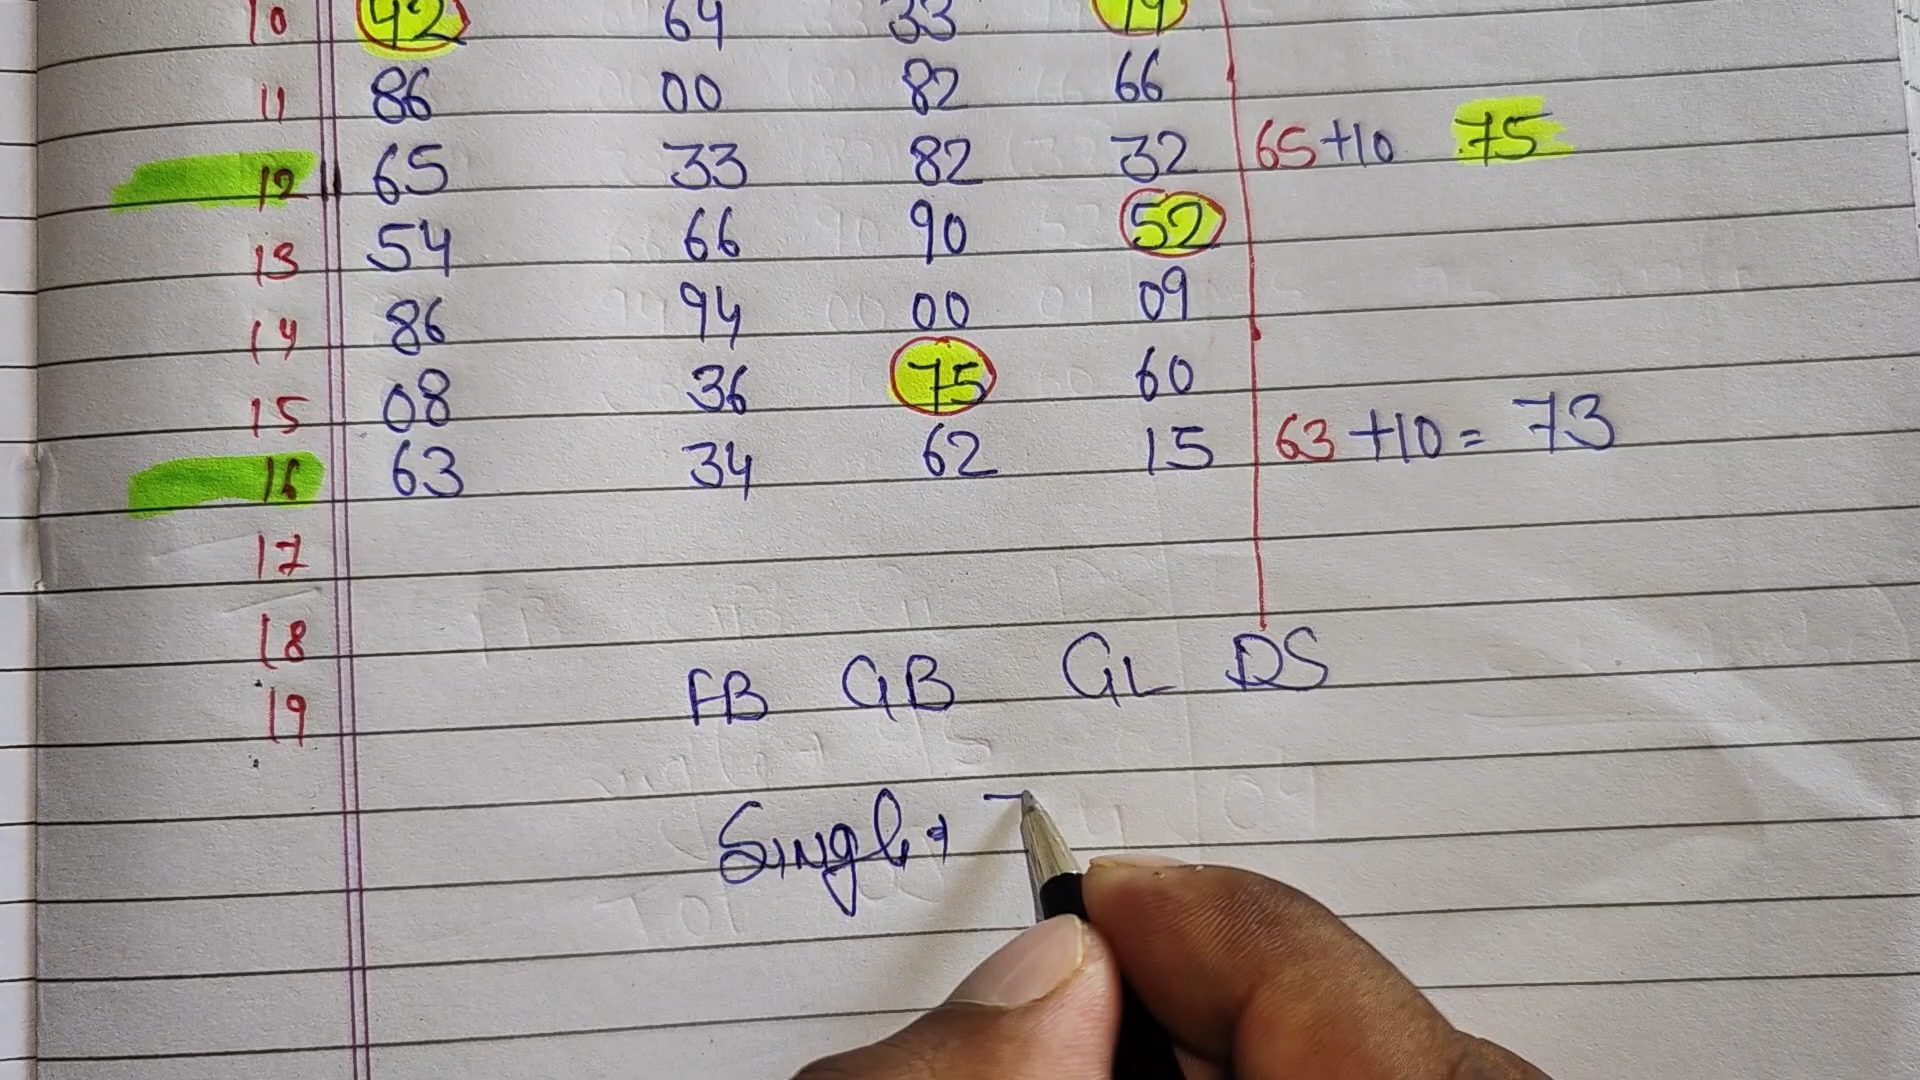 10 42 64 33
11 86 00 82 66
12 65 33 82 32 65+10 75
13 54 66 90 52
14 86 94 00 09
15 08 36 75 60
16 63 34 62 15 63+10= 73
17
18
19
FB GB GL DS
Single